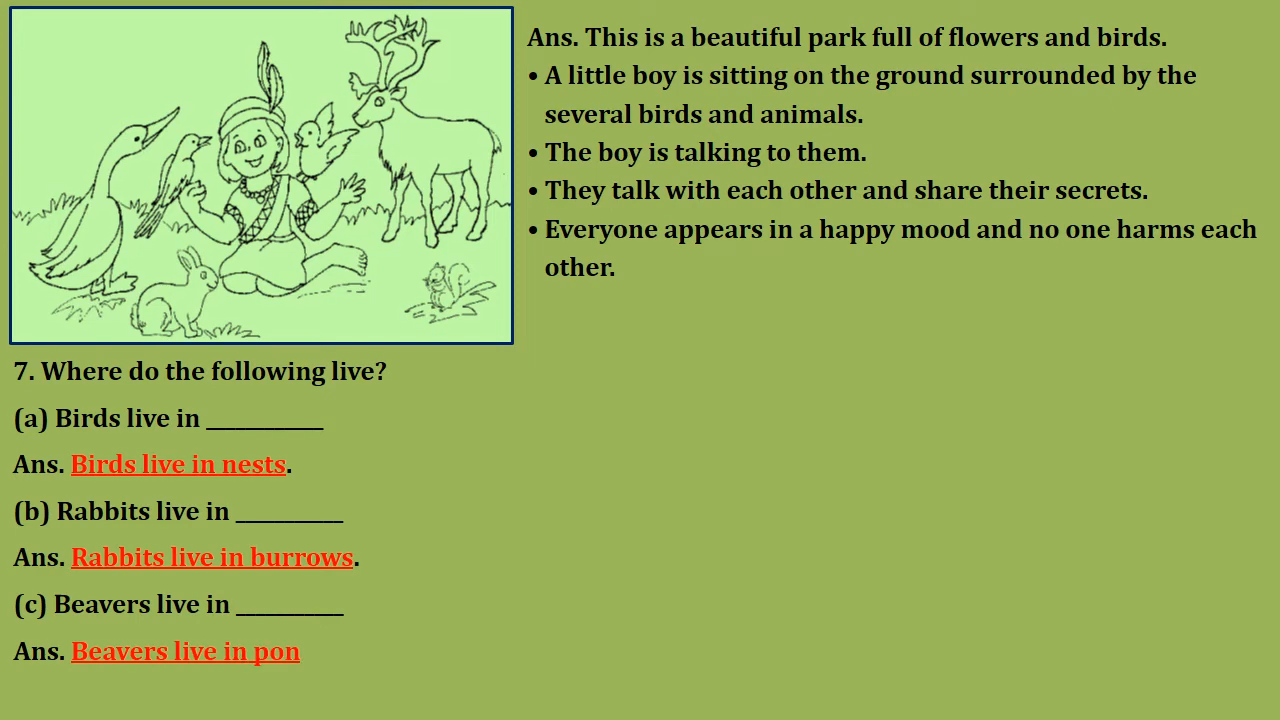 Ans. This is a beautiful park full of flowers and birds.
• A little boy is sitting on the ground surrounded by the
several birds and animals.
• The boy is talking to them.
• They talk with each other and share their secrets.
• Everyone appears in a happy mood and no one harms each
other.
7. Where do the following live?
(a) Birds live in ___________
Ans. Birds live in nests.
(b) Rabbits live in __________
Ans. Rabbits live in burrows.
(c) Beavers live in __________
Ans. Beavers live in pon